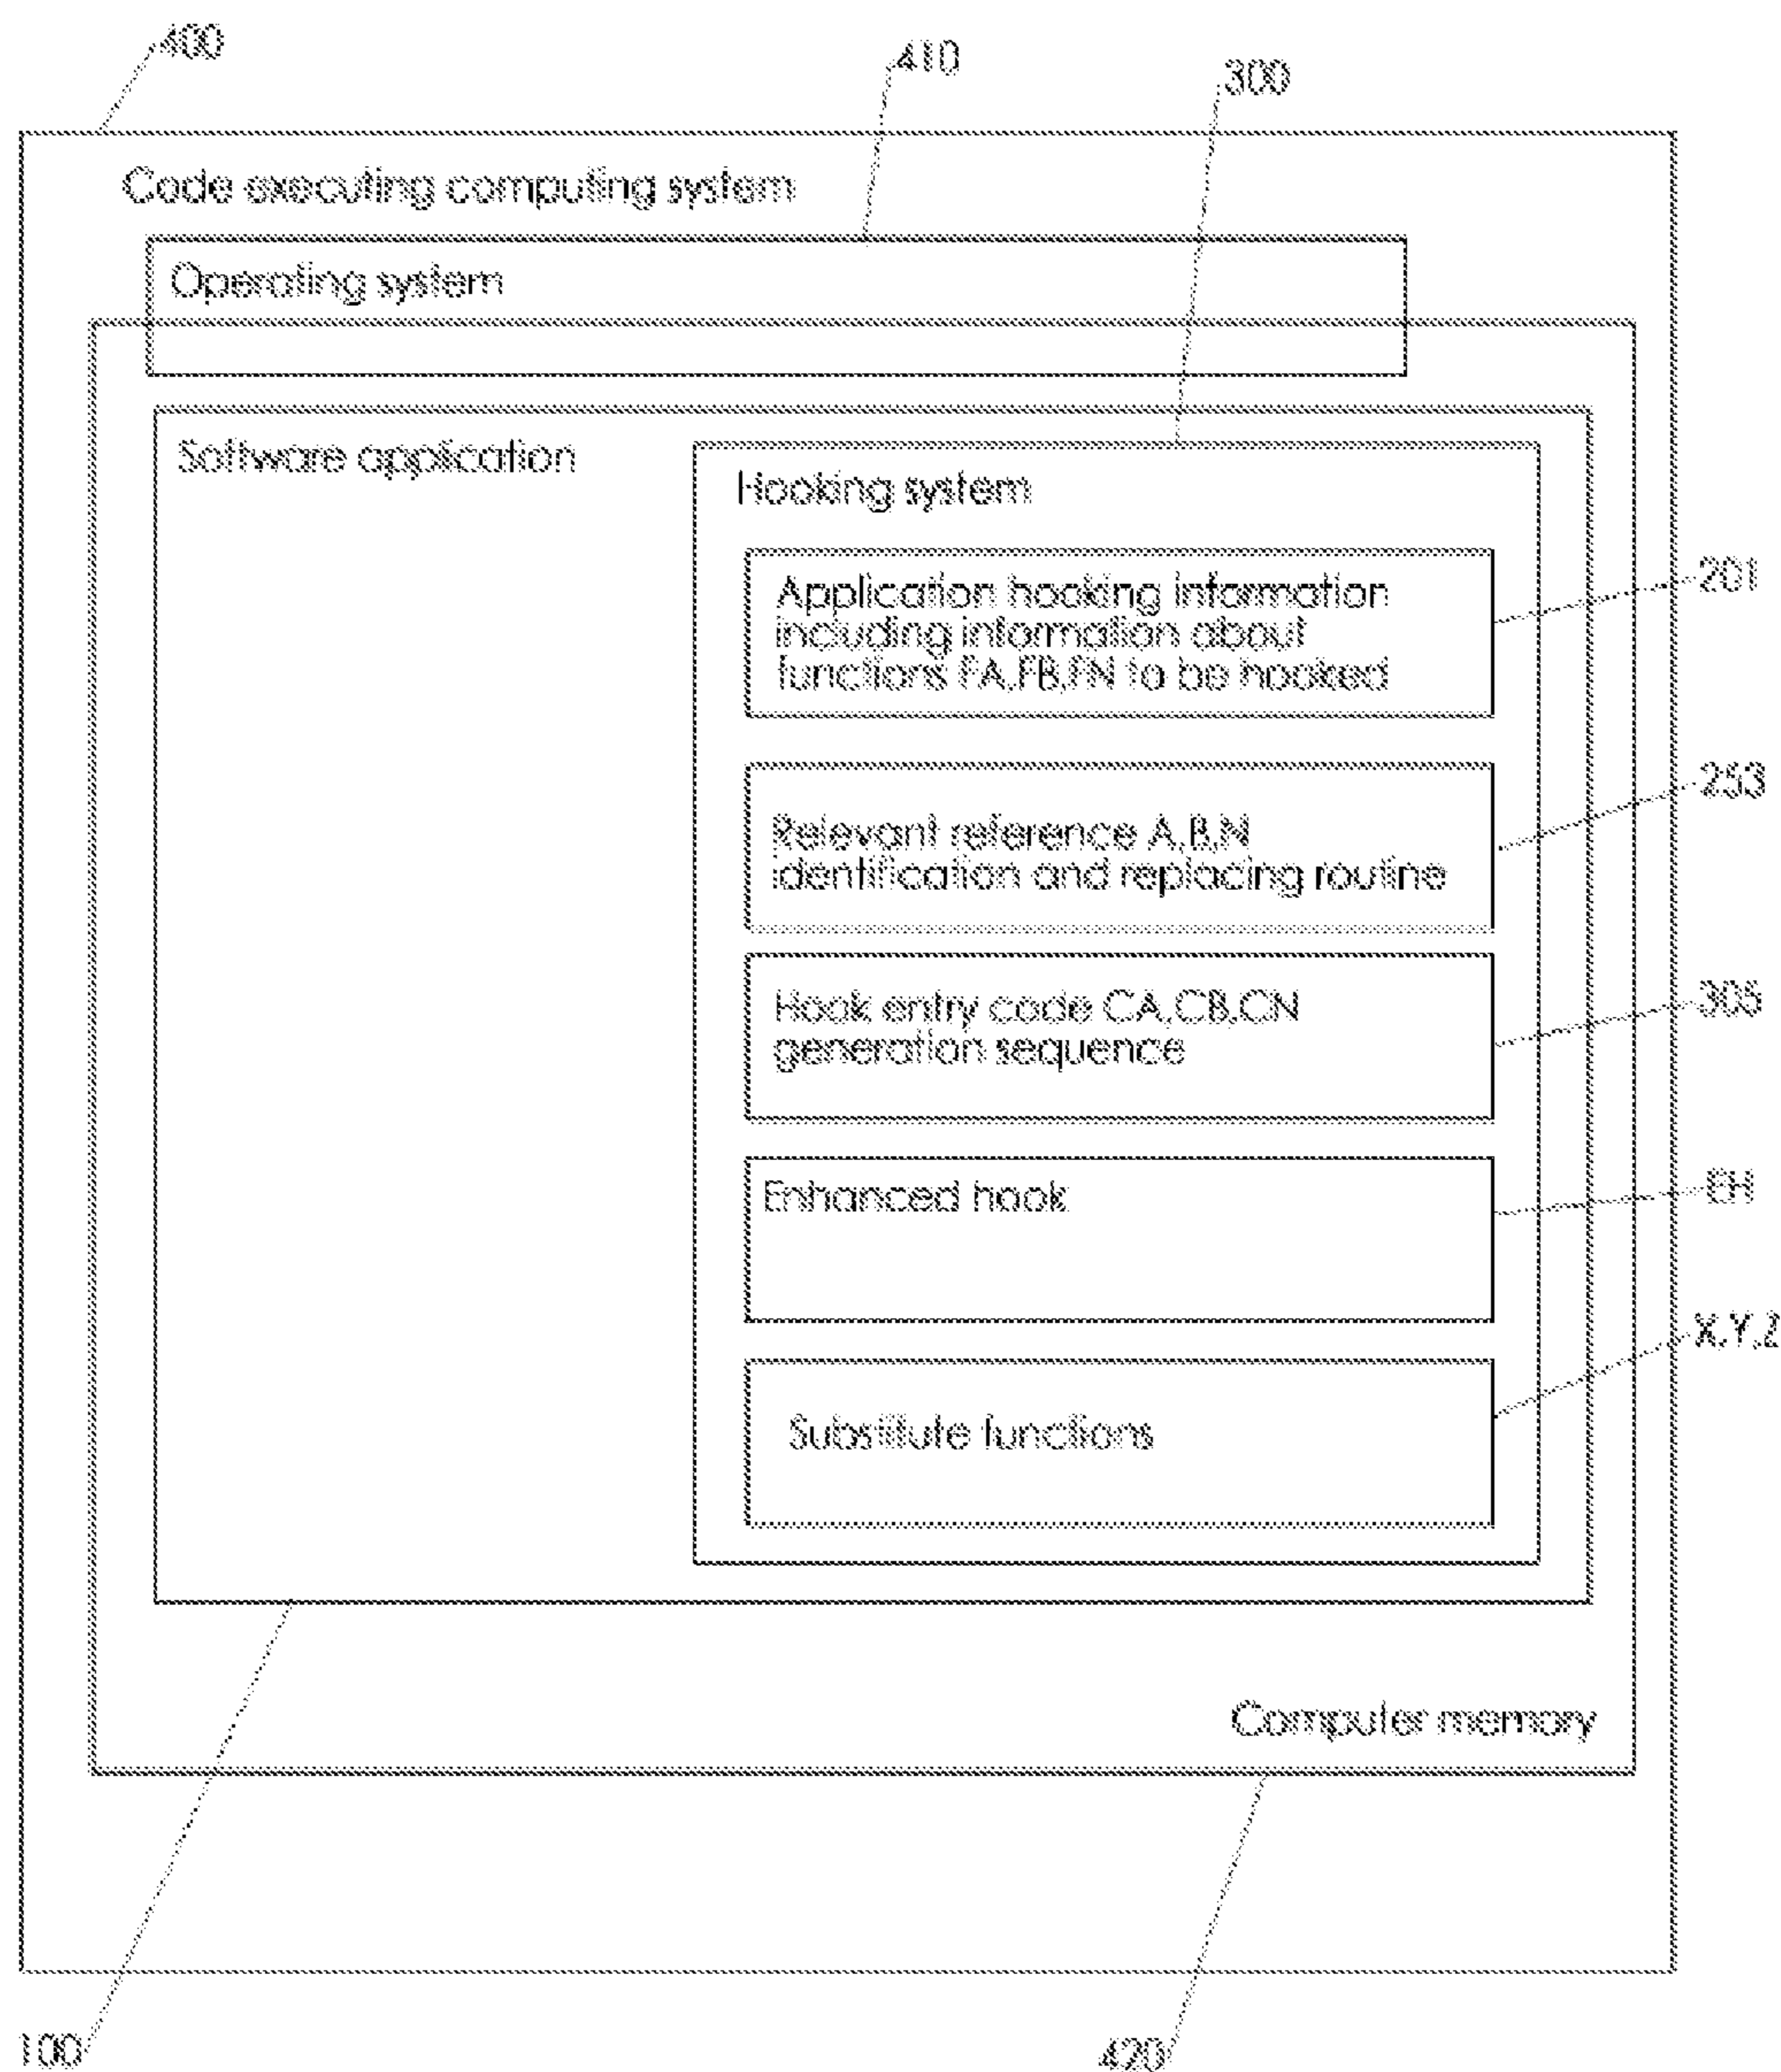 400
410
300
Code executing computing system
Operating system
Software application
Hooking system
Application hooking information
including information about
functions FA,FB,FN to be hooked
201
Relevant reference A,B,N
identification and replacing routine
253
Hook entry code CA,CB,CN
generation sequence
305
Enhanced hook
EH
Substitute functions
X,Y,Z
Computer memory
100
420